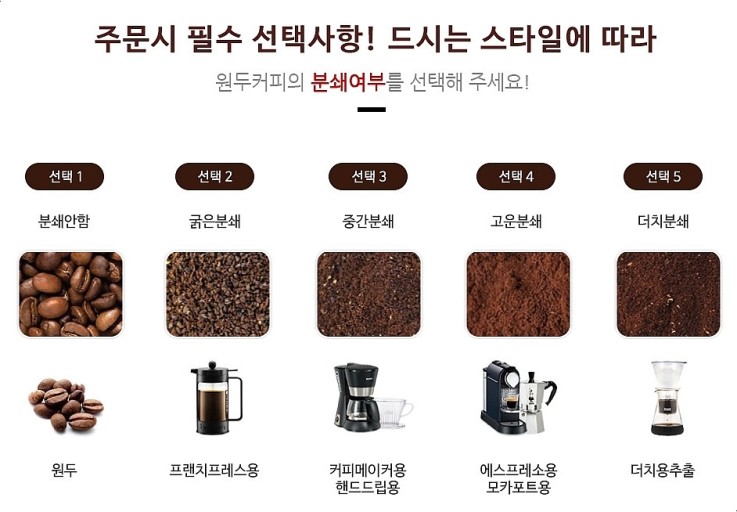 주문시 필수 선택사항! 드시는 스타일에 따라
원두커피의 분쇄여부를 선택해 주세요!
선택 1
선택 2
선택 3
선택 4
선택 5
분쇄안함
굵은분쇄
중간분쇄
고운분쇄
더치분쇄
원두
프랜치프레스용
커피메이커용
핸드드립용
에스프레소용
모카포트용
더치용추출